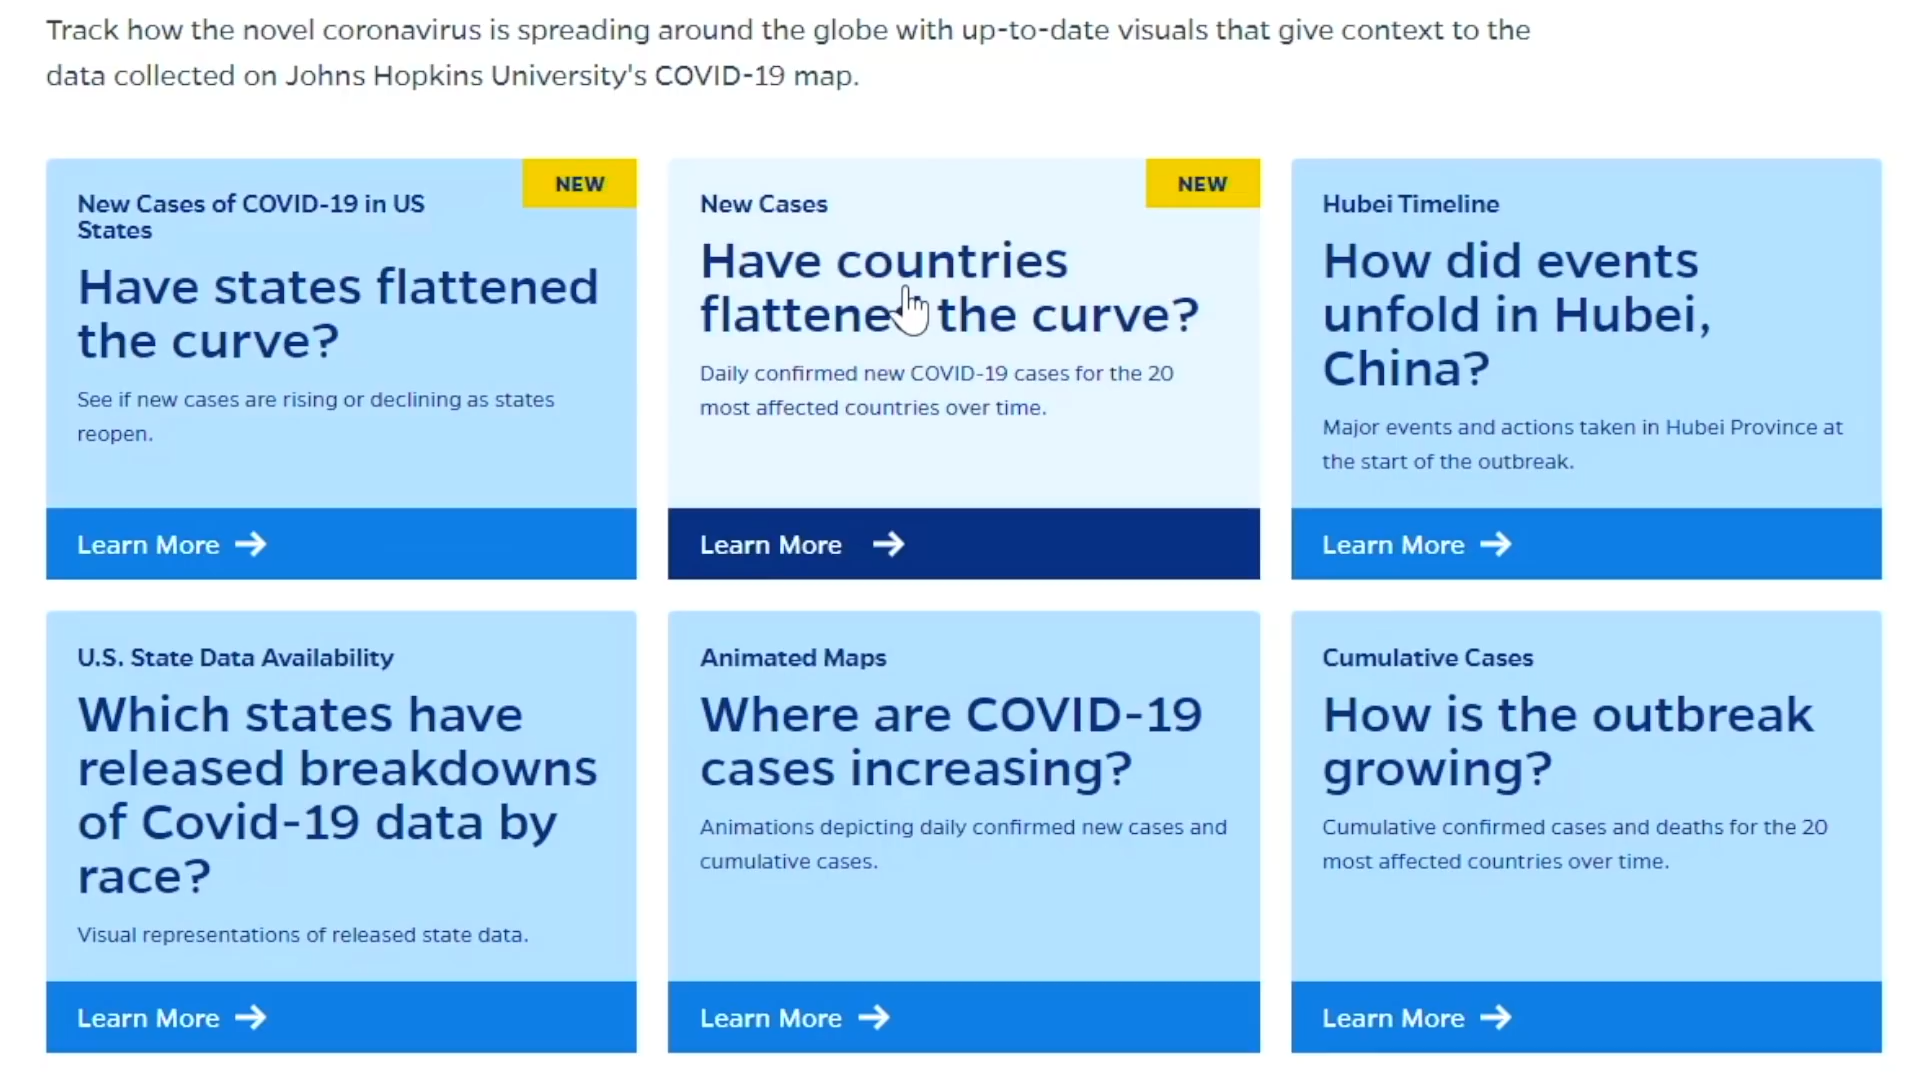 Track how the novel coronavirus is spreading around the globe with up-to-date visuals that give context to the
data collected on Johns Hopkins University's COVID-19 map.
NEW
New Cases of COVID-19 in US
States
Have states flattened
the curve?
See if new cases are rising or declining as states
reopen.
Learn More
NEW
New Cases
Have countries
flattened the curve?
Daily confirmed new COVID-19 cases for the 20
most affected countries over time.
Learn More
Hubei Timeline
How did events
unfold in Hubei,
China?
Major events and actions taken in Hubei Province at
the start of the outbreak.
Learn More
U.S. State Data Availability
Which states have
released breakdowns
of Covid-19 data by
race?
Visual representations of released state data.
Learn More
Animated Maps
Where are COVID-19
cases increasing?
Animations depicting daily confirmed new cases and
cumulative cases.
Learn More
Cumulative Cases
How is the outbreak
growing?
Cumulative confirmed cases and deaths for the 20
most affected countries over time.
Learn More